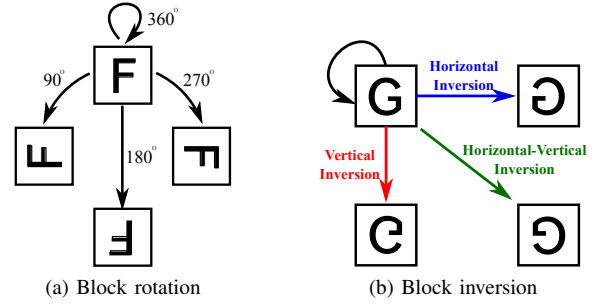 360°
F
90°
270°
F
F
180°
F
(a) Block rotation
Horizontal
Inversion
G
G
Vertical
Inversion
Horizontal-Vertical
Inversion
G
G
(b) Block inversion